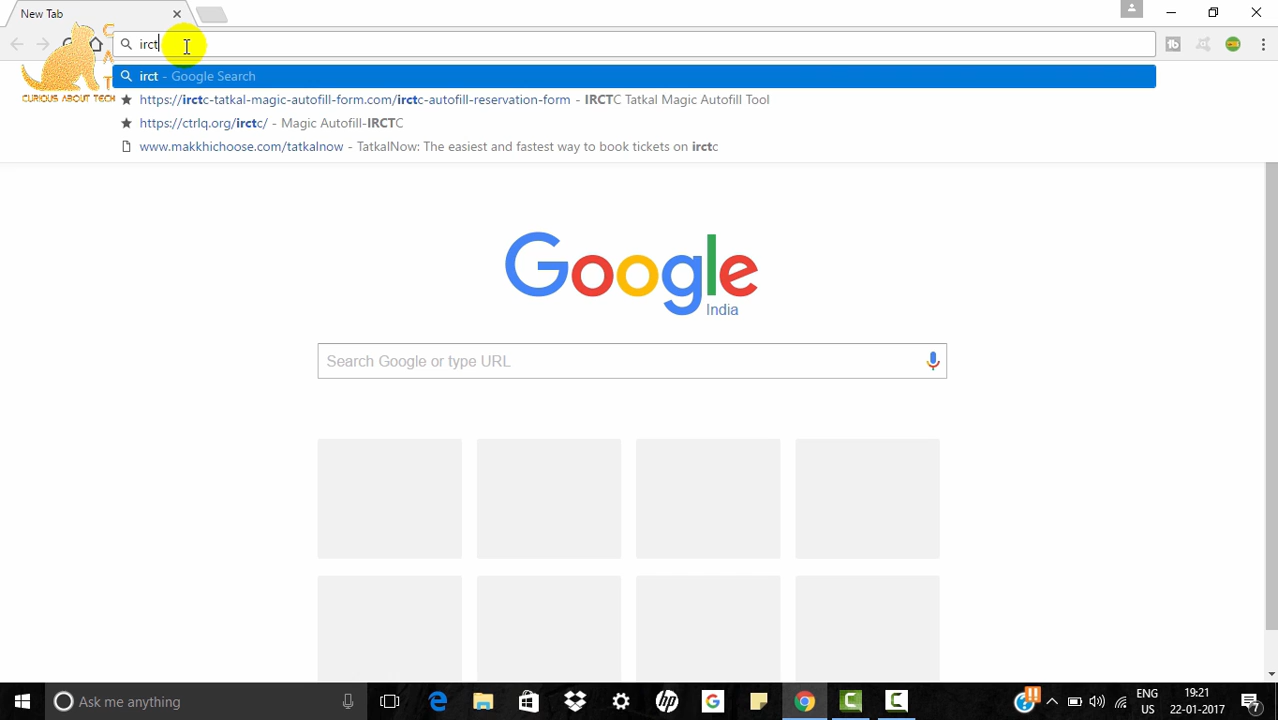 New Tab
irct
irct - Google Search
https://irctc-tatkal-magic-autofill-form.com/irctc-autofill-reservation-form - IRCTC Tatkal Magic Autofill Tool
https://ctrlq.org/irctc/ - Magic Autofill-IRCTC
www.makkhichoose.com/tatkalnow - TatkalNow: The easiest and fastest way to book tickets on irctc
CURIOUS ABOUT TECH
Google
India
Search Google or type URL
Ask me anything
ENG
US
19:21
22-01-2017
7